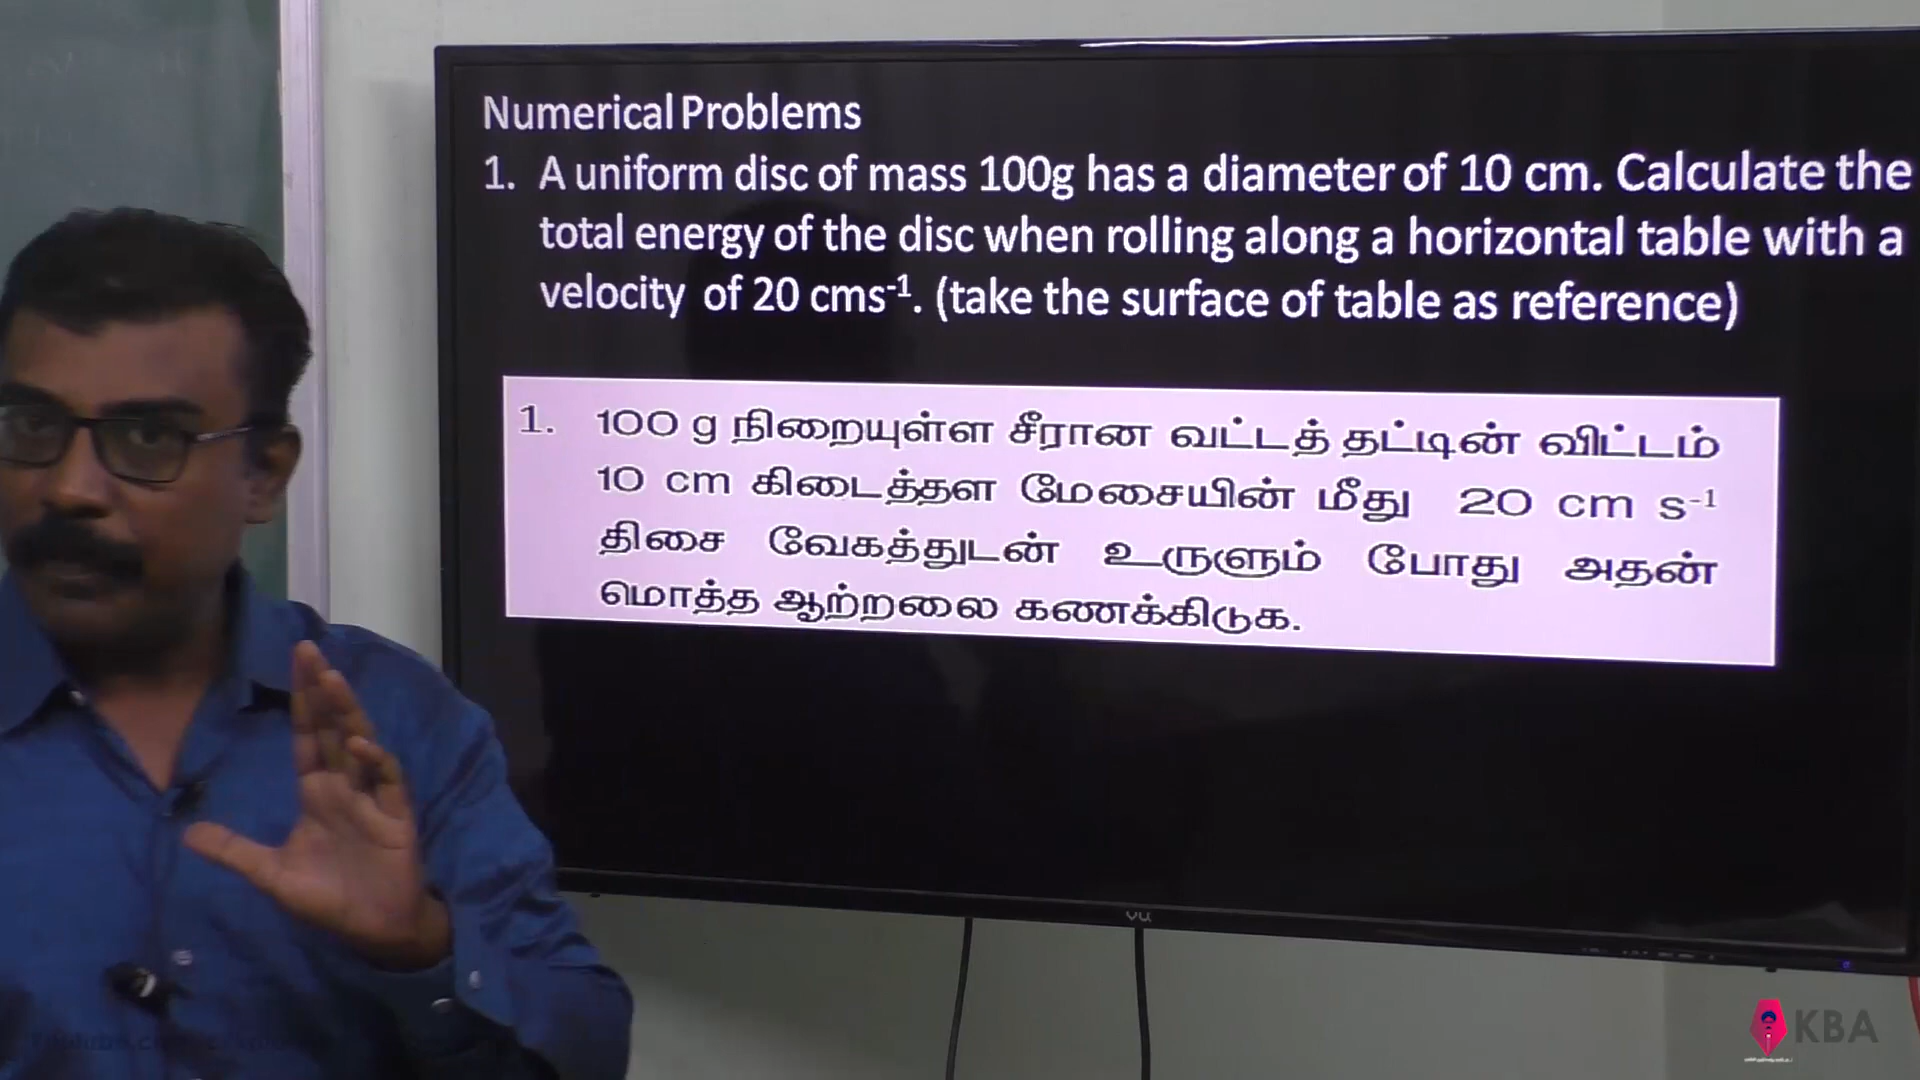 Numerical Problems
1. A uniform disc of mass 100g has a diameter of 10 cm. Calculate the
total energy of the disc when rolling along a horizontal table with a
velocity of 20 cms⁻¹. (take the surface of table as reference)
1. 100 g நிறையுள்ள சீரான வட்டத் தட்டின் விட்டம்
10 cm கிடைத்தள மேசையின் மீது 20 cm s⁻¹
திசை வேகத்துடன் உருளும் போது அதன்
மொத்த ஆற்றலை கணக்கிடுக.
vu
KBA